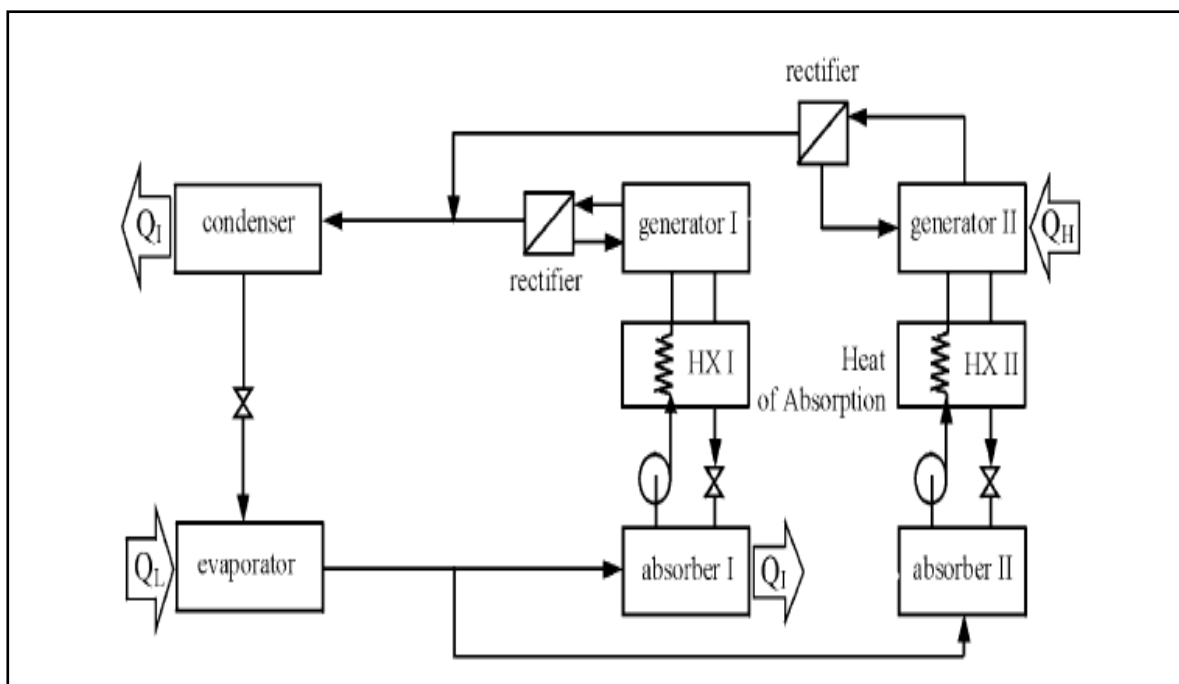 rectifier
Q_I
condenser
generator I
generator II
Q_H
rectifier
HX I
Heat
of Absorption
HX II
Q_L
evaporator
absorber I
Q_I
absorber II